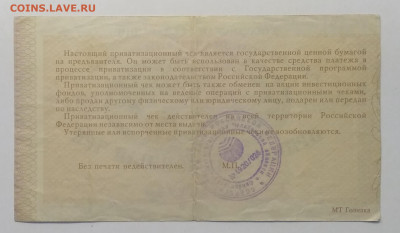 COINS.LAVE.RU
Настоящий приватизационный чек является государственной ценной бумагой
на предъявителя. Он может быть использован в качестве средства платежа в
процессе приватизации в соответствии с Государственной программой
приватизации, а также законодательством Российской Федерации.
Приватизационный чек может быть также обменен на акции инвестиционных
фондов, уполномоченных на ведение операций с приватизационными чеками,
либо продан другому физическому или юридическому лицу, подарен или передан
по наследству.
Приватизационный чек действителен на всей территории Российской
Федерации независимо от места выдачи.
Утерянные или испорченные приватизационные чеки не возобновляются.
Без печати недействителен. М.П.
МТ Гознака